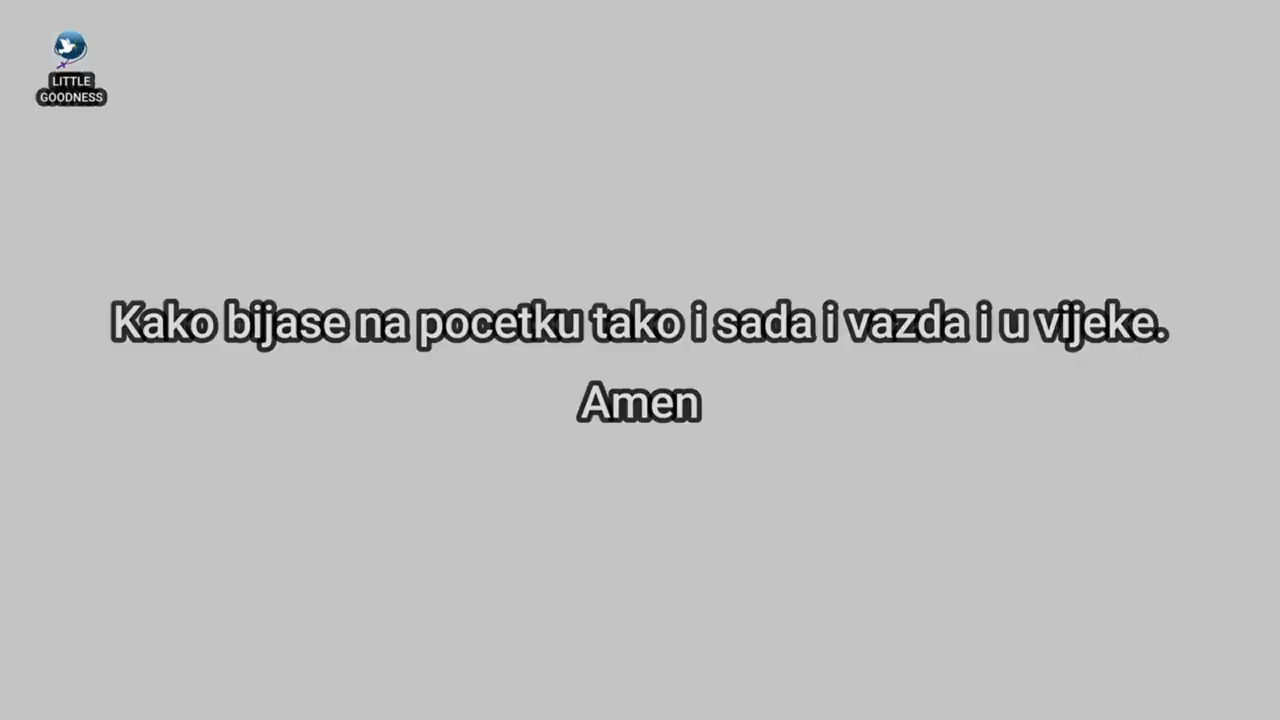 LITTLE
GOODNESS
Kako bijase na pocetku tako i sada i vazda i u vijeke.
Amen